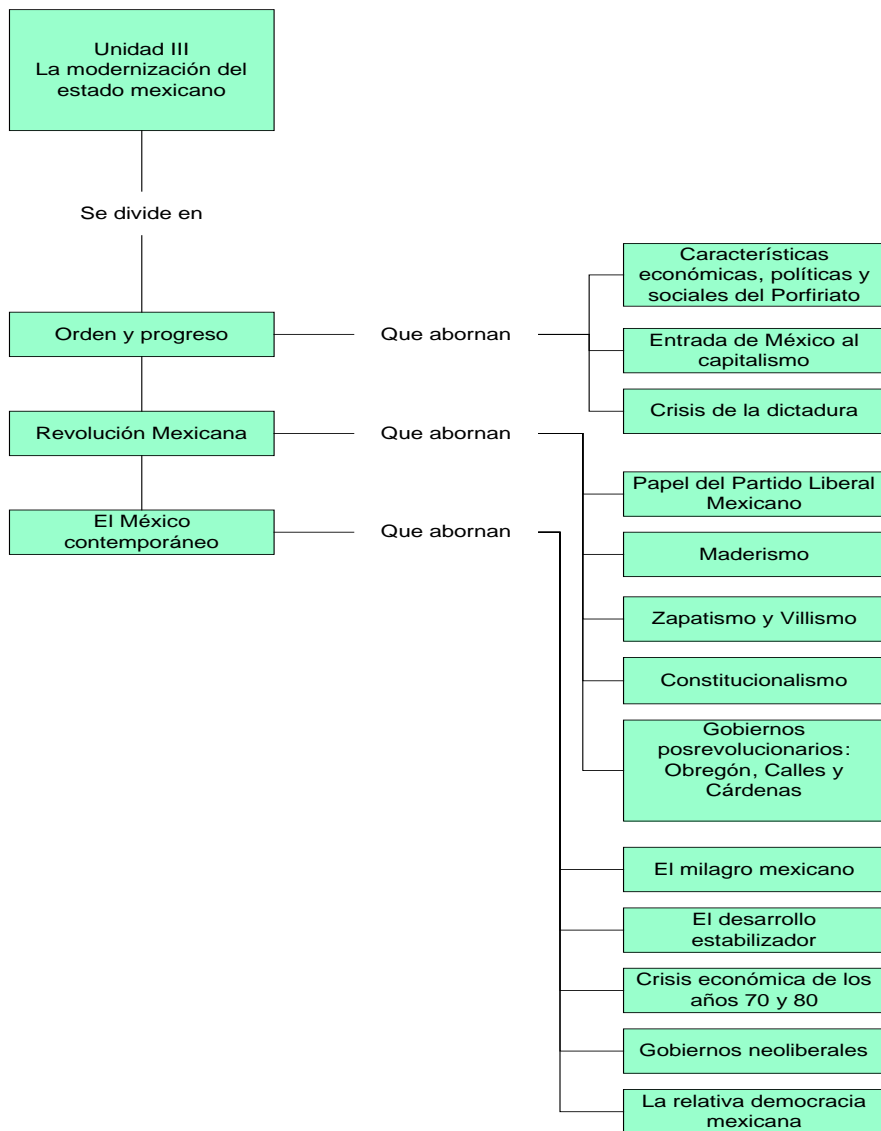 Unidad III
La modernización del
estado mexicano
Se divide en
Orden y progreso
Que abornan
Características
económicas, políticas y
sociales del Porfiriato
Entrada de México al
capitalismo
Crisis de la dictadura
Revolución Mexicana
Que abornan
Papel del Partido Liberal
Mexicano
Maderismo
Zapatismo y Villismo
Constitucionalismo
Gobiernos
posrevolucionarios:
Obregón, Calles y
Cárdenas
El México
contemporáneo
Que abornan
El milagro mexicano
El desarrollo
estabilizador
Crisis económica de los
años 70 y 80
Gobiernos neoliberales
La relativa democracia
mexicana